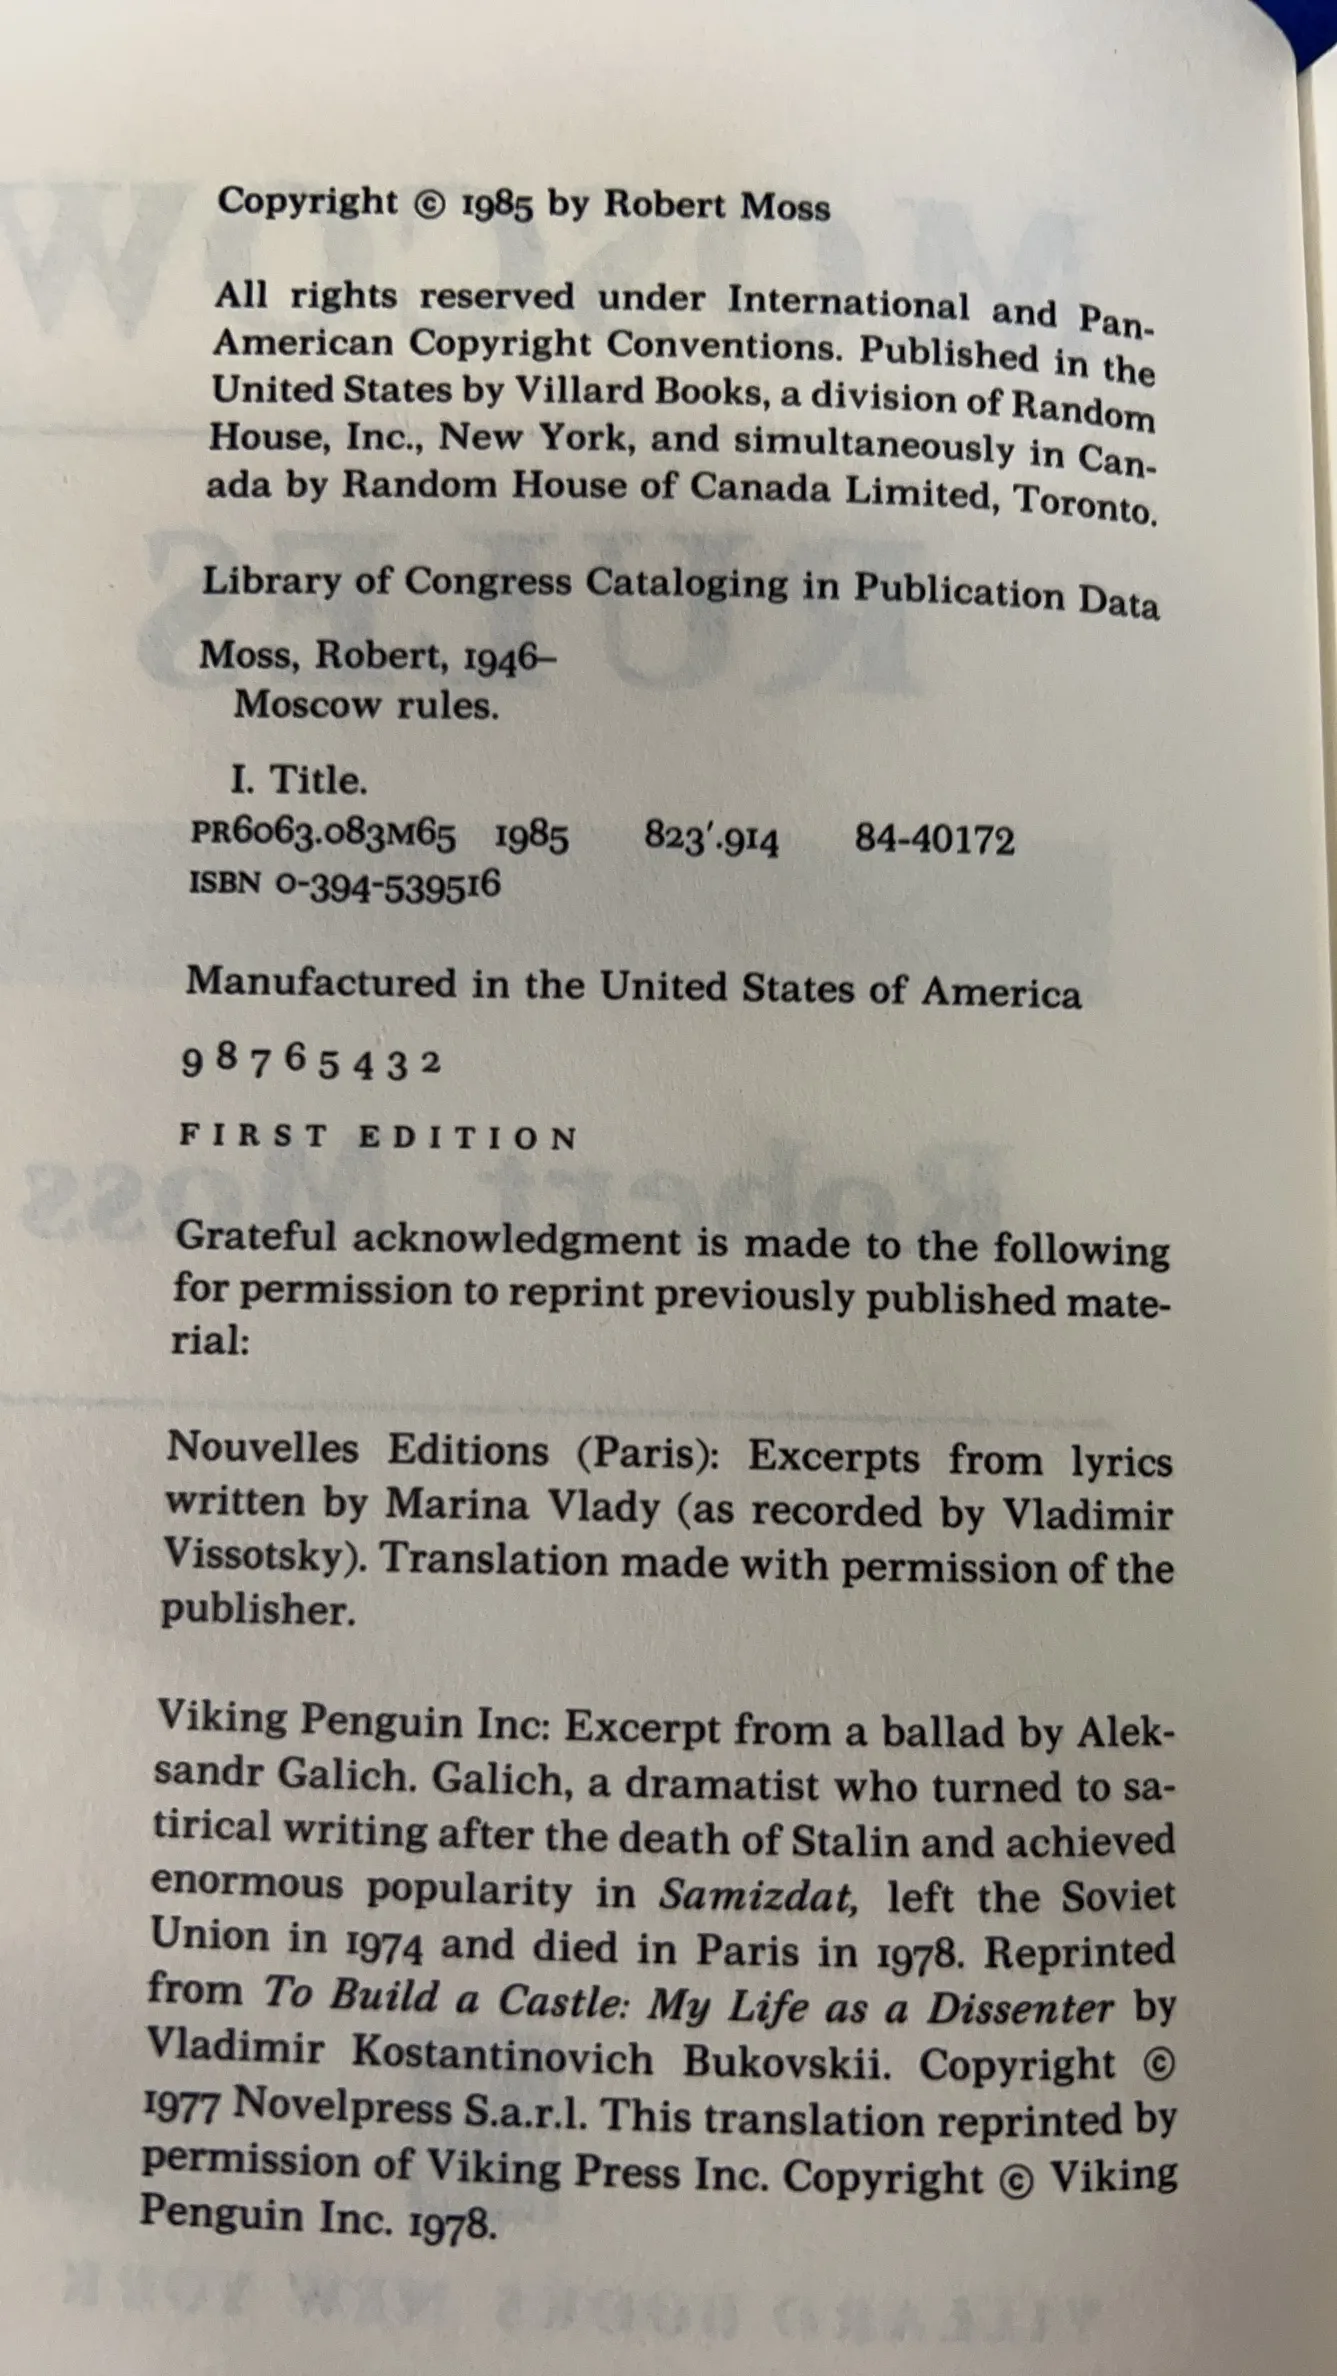 Copyright © 1985 by Robert Moss
All rights reserved under International and Pan-
American Copyright Conventions. Published in the
United States by Villard Books, a division of Random
House, Inc., New York, and simultaneously in Can-
ada by Random House of Canada Limited, Toronto.
Library of Congress Cataloging in Publication Data
Moss, Robert, 1946–
Moscow rules.
I. Title.
PR6063.083M65 1985 823′.914 84-40172
ISBN 0-394-539516
Manufactured in the United States of America
9 8 7 6 5 4 3 2
FIRST EDITION
Grateful acknowledgment is made to the following
for permission to reprint previously published mate-
rial:
Nouvelles Editions (Paris): Excerpts from lyrics
written by Marina Vlady (as recorded by Vladimir
Vissotsky). Translation made with permission of the
publisher.
Viking Penguin Inc: Excerpt from a ballad by Alek-
sandr Galich. Galich, a dramatist who turned to sa-
tirical writing after the death of Stalin and achieved
enormous popularity in Samizdat, left the Soviet
Union in 1974 and died in Paris in 1978. Reprinted
from To Build a Castle: My Life as a Dissenter by
Vladimir Kostantinovich Bukovskii. Copyright ©
1977 Novelpress S.a.r.l. This translation reprinted by
permission of Viking Press Inc. Copyright © Viking
Penguin Inc. 1978.